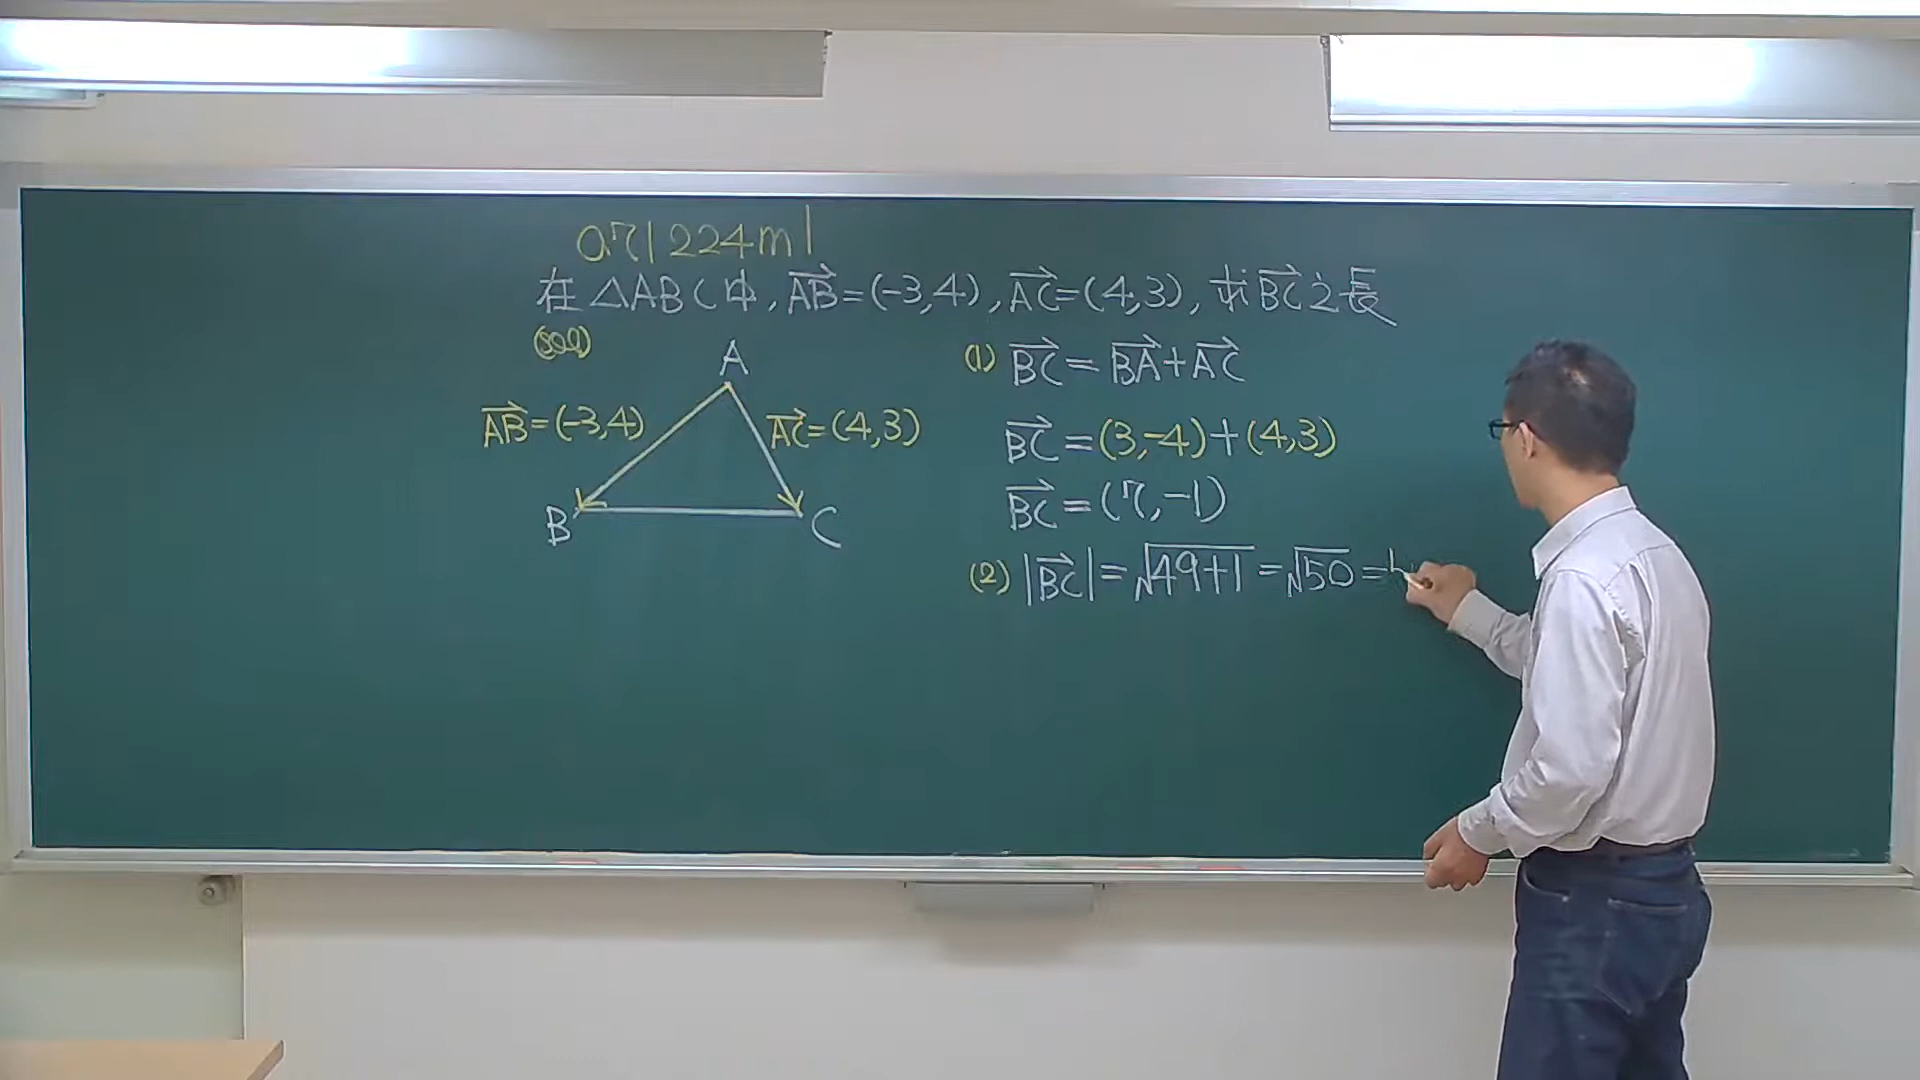 071224ml
在△ABC中,AB=(-3,4),AC=(4,3),求BC之長
(sol)
A
AB=(-3,4)
AC=(4,3)
B
C
(1) BC=BA+AC
BC=(3,-4)+(4,3)
BC=(7,-1)
(2) |BC|=√49+1=√50=